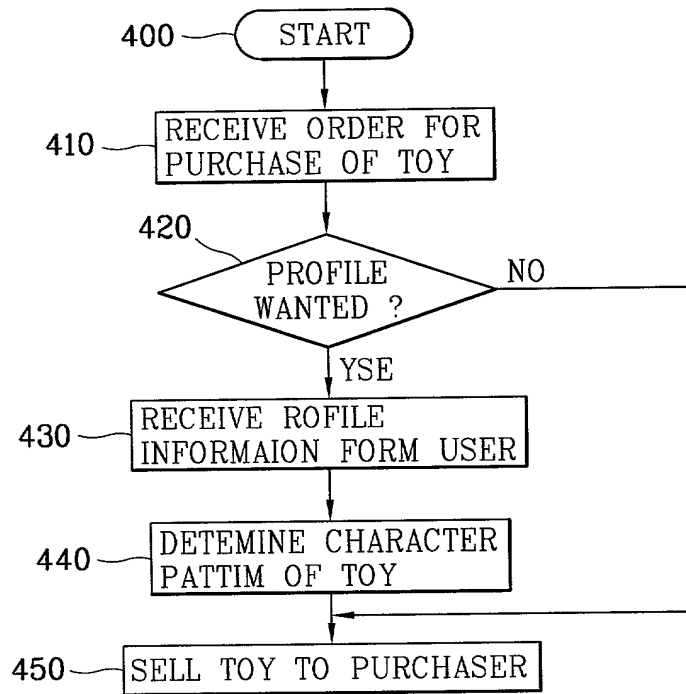 400
START
410
RECEIVE ORDER FOR
PURCHASE OF TOY
420
PROFILE
WANTED ?
NO
YSE
430
RECEIVE ROFILE
INFORMAION FORM USER
440
DETEMINE CHARACTER
PATTIM OF TOY
450
SELL TOY TO PURCHASER